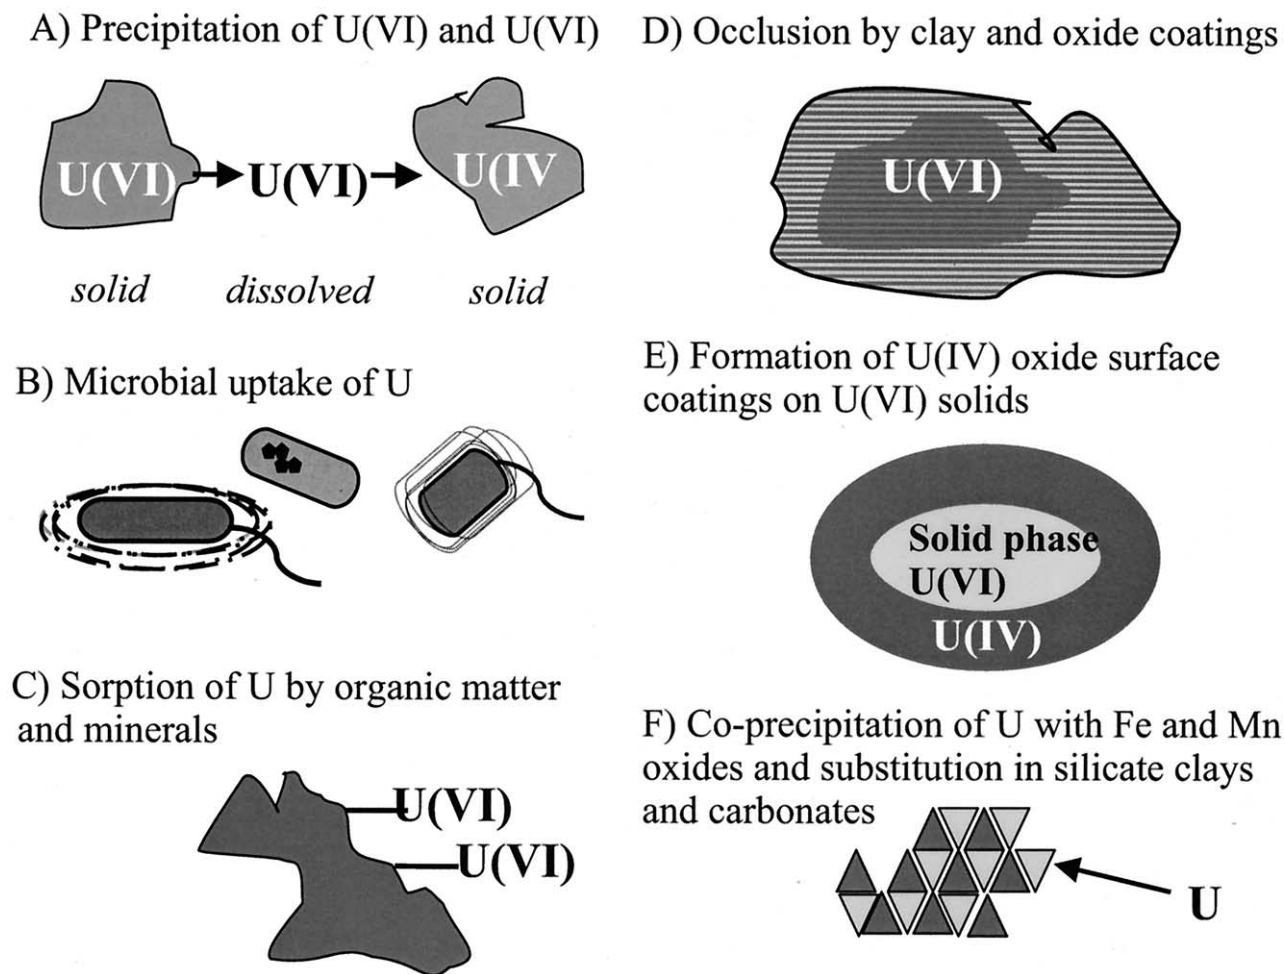 A) Precipitation of U(VI) and U(VI)
U(VI)
U(VI)
U(IV
solid
dissolved
solid
B) Microbial uptake of U
C) Sorption of U by organic matter
and minerals
U(VI)
U(VI)
D) Occlusion by clay and oxide coatings
U(VI)
E) Formation of U(IV) oxide surface
coatings on U(VI) solids
Solid phase
U(VI)
U(IV)
F) Co-precipitation of U with Fe and Mn
oxides and substitution in silicate clays
and carbonates
U